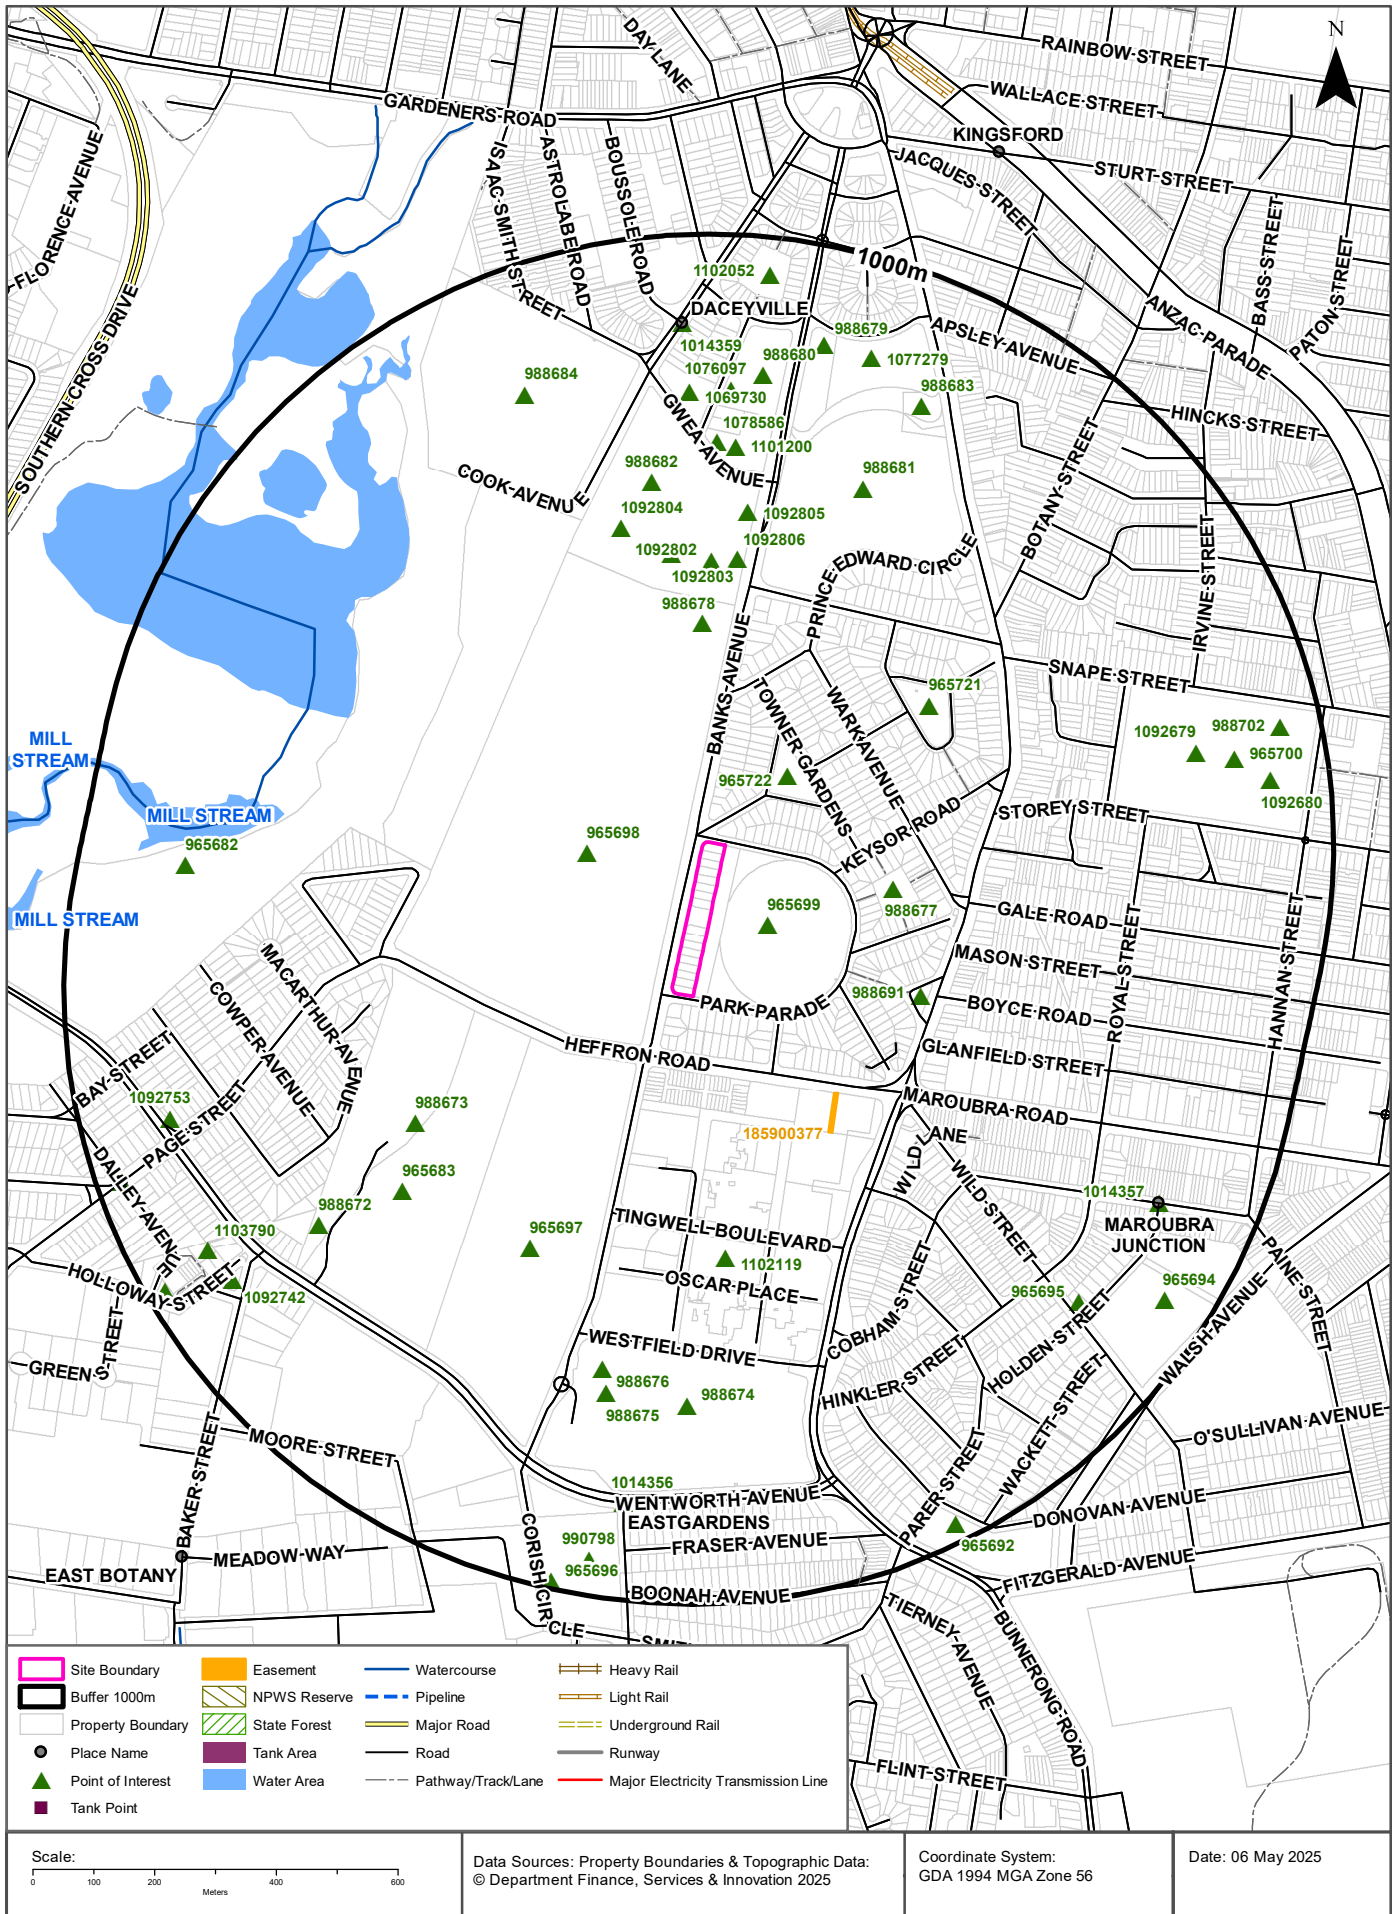 N
DAY LANE
RAINBOW STREET
WALLACE STREET
GARDENERS ROAD
KINGSFORD
FLORENCE AVENUE
ISAAC SMITH STREET
ASTROLABE ROAD
BOUSSOLE ROAD
JACQUES STREET
STURT STREET
BASS STREET
PATON STREET
1000m
1102052
DACEYVILLE
ANZAC PARADE
SOUTHERN CROSS DRIVE
1014359
988679
APSLEY AVENUE
988680
1077279
988684
1076097
988683
1069730
HINCKS STREET
GWEA AVENUE
1078586
1101200
COOK AVENUE
988682
988681
BOTANY STREET
1092804
1092805
1092802
1092806
1092803
PRINCE EDWARD CIRCLE
IRVINE STREET
988678
BANKS AVENUE
SNAPE STREET
965721
TOWNER GARDENS
WARK AVENUE
MILL
STREAM
1092679
988702
965700
965722
1092680
MILL STREAM
STOREY STREET
965682
965698
KEYSOR ROAD
MILL STREAM
965699
988677
GALE ROAD
MACARTHUR AVENUE
COWPER AVENUE
MASON STREET
ROYAL STREET
HANNAN STREET
988691
PARK PARADE
BOYCE ROAD
HEFFRON ROAD
GLANFIELD STREET
BAY STREET
1092753
PAGE STREET
988673
MAROUBRA ROAD
185900377
WILD LANE
DALLEY AVENUE
965683
WILD STREET
1014357
988672
1103790
965697
TINGWELL BOULEVARD
MAROUBRA
JUNCTION
1102119
PAINE STREET
HOLLOWAY STREET
1092742
OSCAR PLACE
COBHAM STREET
965695
965694
WALSH AVENUE
GREEN STREET
WESTFIELD DRIVE
HOLDEN STREET
988676
988674
HINKLER STREET
988675
WACKETT STREET
O'SULLIVAN AVENUE
MOORE STREET
BAKER STREET
1014356
WENTWORTH AVENUE
EASTGARDENS
PARER STREET
DONOVAN AVENUE
CORISH CIRCLE
990798
FRASER AVENUE
965692
MEADOW WAY
965696
EAST BOTANY
BOONAH AVENUE
FITZGERALD AVENUE
TIERNEY AVENUE
BUNNERONG ROAD
FLINT STREET
Site Boundary
Buffer 1000m
Property Boundary
Place Name
Point of Interest
Tank Point
Easement
NPWS Reserve
State Forest
Tank Area
Water Area
Watercourse
Pipeline
Major Road
Road
Pathway/Track/Lane
Heavy Rail
Light Rail
Underground Rail
Runway
Major Electricity Transmission Line
Scale:
0 100 200 400 600
Meters
Data Sources: Property Boundaries & Topographic Data:
© Department Finance, Services & Innovation 2025
Coordinate System:
GDA 1994 MGA Zone 56
Date: 06 May 2025